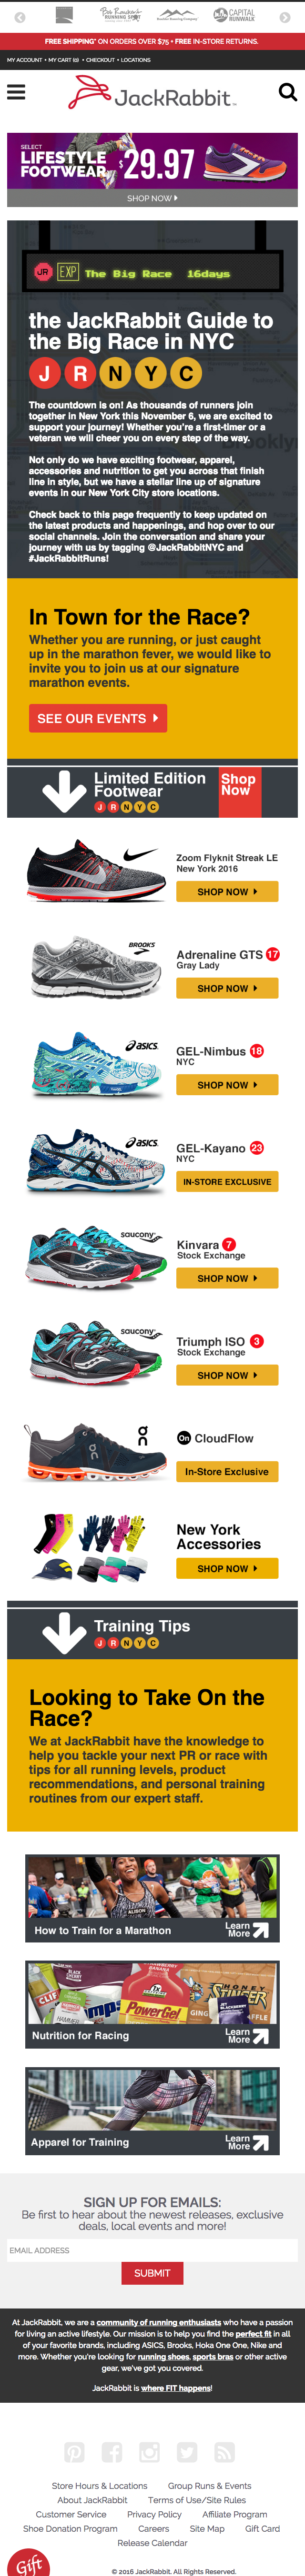 CAPITAL
RUNWALK
FREE SHIPPING* ON ORDERS OVER $75 • FREE IN-STORE RETURNS.
MY ACCOUNT • MY CART (0) • CHECKOUT • LOCATIONS
JackRabbit
SELECT
LIFESTYLE
FOOTWEAR
$29.97
SHOP NOW
JR EXP The Big Race 16days
the JackRabbit Guide to
the Big Race in NYC
J R N Y C
The countdown is on! As thousands of runners join
together in New York this November 6, we are excited to
support your journey! Whether you're a first-timer or a
veteran we will cheer you on every step of the way.
Not only do we have exciting footwear, apparel,
accessories and nutrition to get you across that finish
line in style, but we have a stellar line up of signature
events in our New York City store locations.
Check back to this page frequently to keep updated on
the latest products and happenings, and hop over to our
social channels. Join the conversation and share your
journey with us by tagging @JackRabbitNYC and
#JackRabbitRuns!
In Town for the Race?
Whether you are running, or just caught
up in the marathon fever, we would like to
invite you to join us at our signature
marathon events.
SEE OUR EVENTS
Limited Edition
Footwear
J R N Y C
Shop
Now
Zoom Flyknit Streak LE
New York 2016
SHOP NOW
BROOKS
Adrenaline GTS 17
Gray Lady
SHOP NOW
asics
GEL-Nimbus 18
NYC
SHOP NOW
asics
GEL-Kayano 23
NYC
IN-STORE EXCLUSIVE
saucony
Kinvara 7
Stock Exchange
SHOP NOW
saucony
Triumph ISO 3
Stock Exchange
SHOP NOW
On CloudFlow
In-Store Exclusive
New York
Accessories
SHOP NOW
Training Tips
J R N Y C
Looking to Take On the
Race?
We at JackRabbit have the knowledge to
help you tackle your next PR or race with
tips for all running levels, product
recommendations, and personal training
routines from our expert staff.
ALISON
How to Train for a Marathon
Learn
More
BLACK
CHERRY
CLIF
HAMMER
PowerGel
HONEY
STINGER
GING
Nutrition for Racing
Learn
More
Apparel for Training
Learn
More
SIGN UP FOR EMAILS:
Be first to hear about the newest releases, exclusive
deals, local events and more!
EMAIL ADDRESS
SUBMIT
At JackRabbit, we are a community of running enthusiasts who have a passion
for living an active lifestyle. Our mission is to help you find the perfect fit in all
of your favorite brands, including ASICS, Brooks, Hoka One One, Nike and
more. Whether you're looking for running shoes, sports bras or other active
gear, we've got you covered.
JackRabbit is where FIT happens!
Store Hours & Locations Group Runs & Events
About JackRabbit Terms of Use/Site Rules
Customer Service Privacy Policy Affiliate Program
Shoe Donation Program Careers Site Map Gift Card
Release Calendar
Gift
© 2016 JackRabbit. All Rights Reserved.